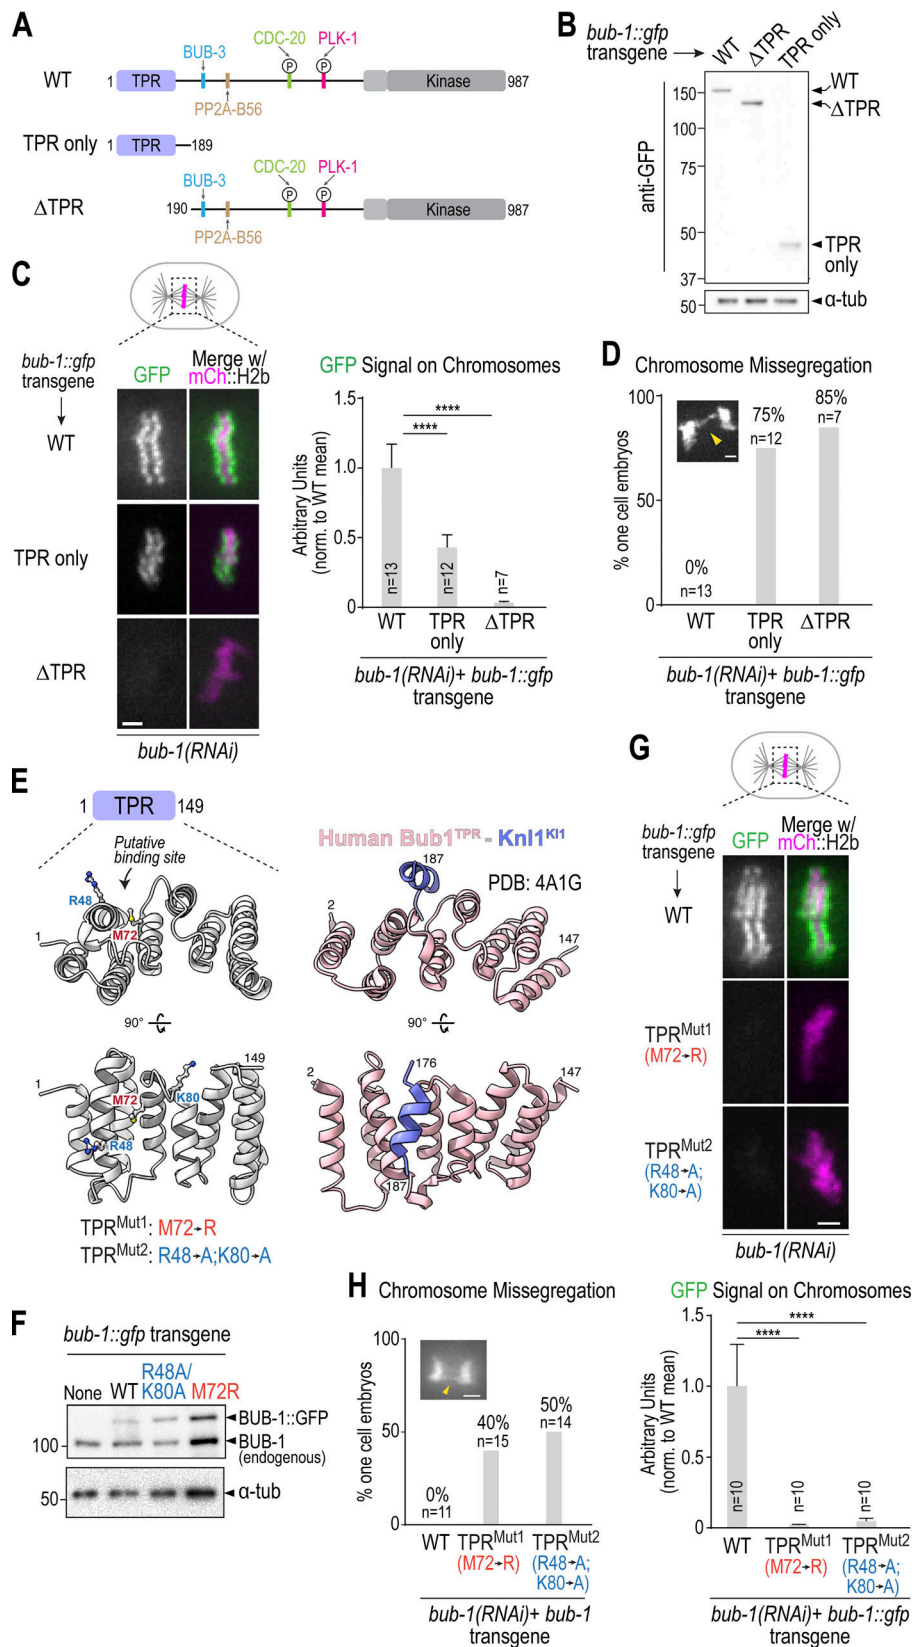 A
CDC-20 PLK-1
BUB-3
P P
WT 1 TPR Kinase 987
PP2A-B56
TPR only 1 TPR 189
CDC-20 PLK-1
BUB-3
P P
ΔTPR 190 Kinase 987
PP2A-B56
B
bub-1::gfp
transgene
WT ΔTPR TPR only
anti-GFP
150
100
75
50
37
50
WT
ΔTPR
TPR
only
α-tub
C
bub-1::gfp
transgene
GFP
Merge w/
mCh::H2b
WT
TPR only
ΔTPR
bub-1(RNAi)
GFP Signal on Chromosomes
Arbitrary Units
(norm. to WT mean)
1.5
1.0
0.5
0
****
****
n=13 n=12 n=7
WT TPR only ΔTPR
bub-1(RNAi)+ bub-1::gfp
transgene
D Chromosome Missegregation
% one cell embryos
100
50
0
0%
n=13
75%
n=12
85%
n=7
WT TPR only ΔTPR
bub-1(RNAi)+ bub-1::gfp
transgene
E
1 TPR 149
Putative
binding site
R48
M72
1
90°
149
1
M72
K80
R48
TPRMut1: M72→R
TPRMut2: R48→A;K80→A
Human Bub1TPR - Knl1KI1
187
PDB: 4A1G
2
147
90°
176
2
147
187
F
bub-1::gfp transgene
R48A/
None WT K80A M72R
BUB-1::GFP
100
BUB-1
(endogenous)
50
α-tub
G
bub-1::gfp
transgene
GFP
Merge w/
mCh::H2b
WT
TPRMut1
(M72→R)
TPRMut2
(R48→A;
K80→A)
bub-1(RNAi)
H Chromosome Missegregation
% one cell embryos
100
50
0
0%
n=11
40%
n=15
50%
n=14
WT TPRMut1 TPRMut2
(M72→R) (R48→A;
K80→A)
bub-1(RNAi)+ bub-1
transgene
GFP Signal on Chromosomes
Arbitrary Units
(norm. to WT mean)
1.5
1.0
0.5
0
****
****
n=10 n=10 n=10
WT TPRMut1 TPRMut2
(M72→R) (R48→A;
K80→A)
bub-1(RNAi)+ bub-1::gfp
transgene